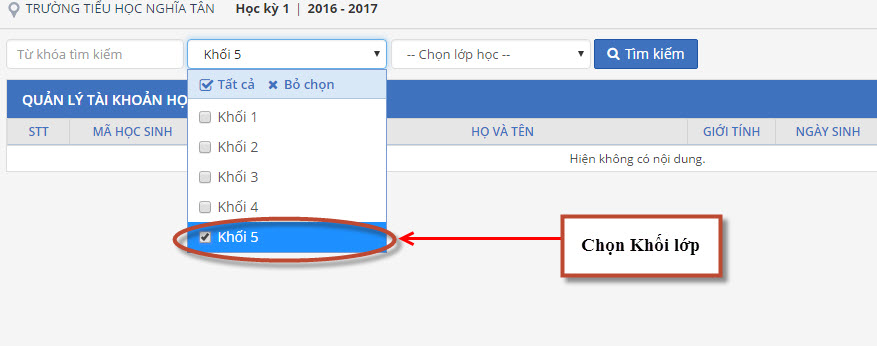 TRƯỜNG TIỂU HỌC NGHĨA TÂN Học kỳ 1 | 2016 - 2017
Từ khóa tìm kiếm Khối 5 -- Chọn lớp học -- Tìm kiếm
Tất cả Bỏ chọn
QUẢN LÝ TÀI KHOẢN HỌ
Khối 1
STT MÃ HỌC SINH HỌ VÀ TÊN GIỚI TÍNH NGÀY SINH
Khối 2
Hiện không có nội dung.
Khối 3
Khối 4
Khối 5
Chọn Khối lớp